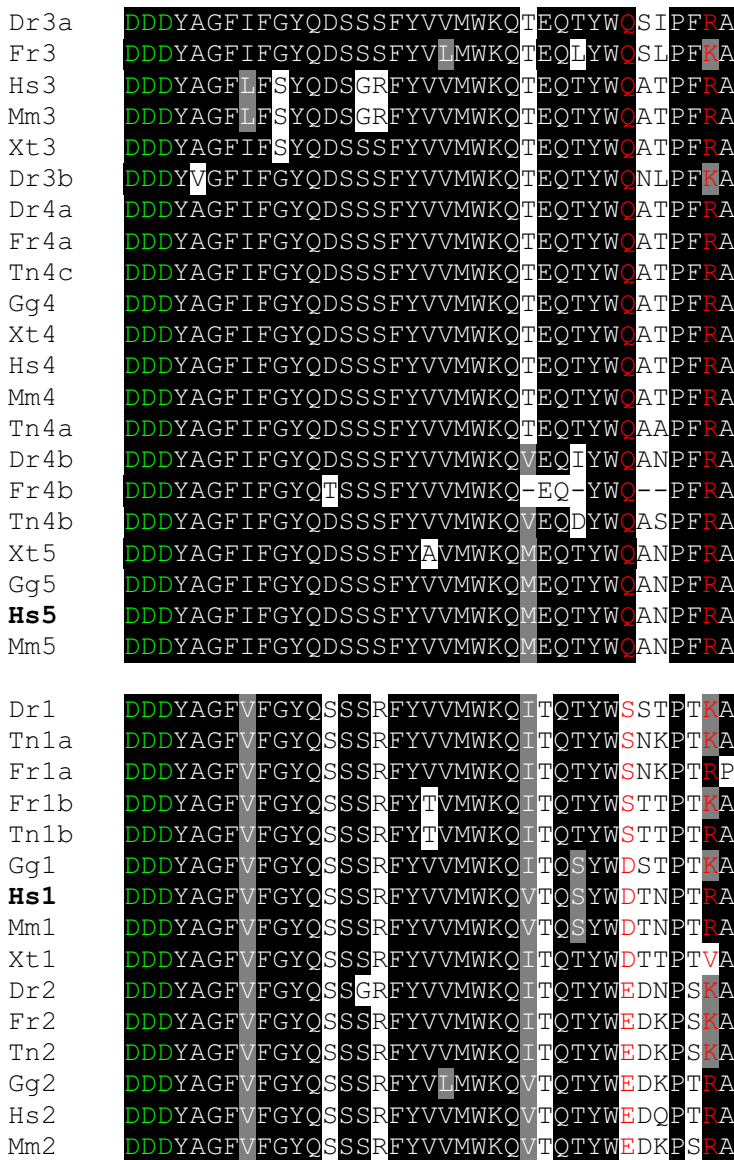 Dr3a DDDYAGFIFGYQDSSSFYVVMWKQTEQTYWQSIPFRA
Fr3 DDDYAGFIFGYQDSSSFYVLMWKQTEQLYWQSLPFKA
Hs3 DDDYAGFLFSYQDSGRFYVVMWKQTEQTYWQATPFRA
Mm3 DDDYAGFLFSYQDSGRFYVVMWKQTEQTYWQATPFRA
Xt3 DDDYAGFIFSYQDSSSFYVVMWKQTEQTYWQATPFRA
Dr3b DDDYVGFIFGYQDSSSFYVVMWKQTEQTYWQNLPFKA
Dr4a DDDYAGFIFGYQDSSSFYVVMWKQTEQTYWQATPFRA
Fr4a DDDYAGFIFGYQDSSSFYVVMWKQTEQTYWQATPFRA
Tn4c DDDYAGFIFGYQDSSSFYVVMWKQTEQTYWQATPFRA
Gg4 DDDYAGFIFGYQDSSSFYVVMWKQTEQTYWQATPFRA
Xt4 DDDYAGFIFGYQDSSSFYVVMWKQTEQTYWQATPFRA
Hs4 DDDYAGFIFGYQDSSSFYVVMWKQTEQTYWQATPFRA
Mm4 DDDYAGFIFGYQDSSSFYVVMWKQTEQTYWQATPFRA
Tn4a DDDYAGFIFGYQDSSSFYVVMWKQTEQTYWQAAPFRA
Dr4b DDDYAGFIFGYQDSSSFYVVMWKQVEQIYWQANPFRA
Fr4b DDDYAGFIFGYQTSSSFYVVMWKQ-EQ-YWQ--PFRA
Tn4b DDDYAGFIFGYQDSSSFYVVMWKQVEQDYWQASPFRA
Xt5 DDDYAGFIFGYQDSSSFYAVMWKQMEQTYWQANPFRA
Gg5 DDDYAGFIFGYQDSSSFYVVMWKQMEQTYWQANPFRA
Hs5 DDDYAGFIFGYQDSSSFYVVMWKQMEQTYWQANPFRA
Mm5 DDDYAGFIFGYQDSSSFYVVMWKQMEQTYWQANPFRA
Dr1 DDDYAGFVFGYQSSSRFYVVMWKQITQTYWSSTPTKA
Tn1a DDDYAGFVFGYQSSSRFYVVMWKQITQTYWSNKPTKA
Fr1a DDDYAGFVFGYQSSSRFYVVMWKQITQTYWSNKPTRP
Fr1b DDDYAGFVFGYQSSSRFYTVMWKQITQTYWSTTPTKA
Tn1b DDDYAGFVFGYQSSSRFYTVMWKQITQTYWSTTPTRA
Gg1 DDDYAGFVFGYQSSSRFYVVMWKQITQSYWDSTPTKA
Hs1 DDDYAGFVFGYQSSSRFYVVMWKQVTQSYWDTNPTRA
Mm1 DDDYAGFVFGYQSSSRFYVVMWKQVTQSYWDTNPTRA
Xt1 DDDYAGFVFGYQSSSRFYVVMWKQITQTYWDTTPTVA
Dr2 DDDYAGFVFGYQSSGRFYVVMWKQITQTYWEDNPSKA
Fr2 DDDYAGFVFGYQSSSRFYVVMWKQITQTYWEDKPSKA
Tn2 DDDYAGFVFGYQSSSRFYVVMWKQITQTYWEDKPSKA
Gg2 DDDYAGFVFGYQSSSRFYVLMWKQVTQTYWEDKPTRA
Hs2 DDDYAGFVFGYQSSSRFYVVMWKQVTQTYWEDQPTRA
Mm2 DDDYAGFVFGYQSSSRFYVVMWKQVTQTYWEDKPSRA